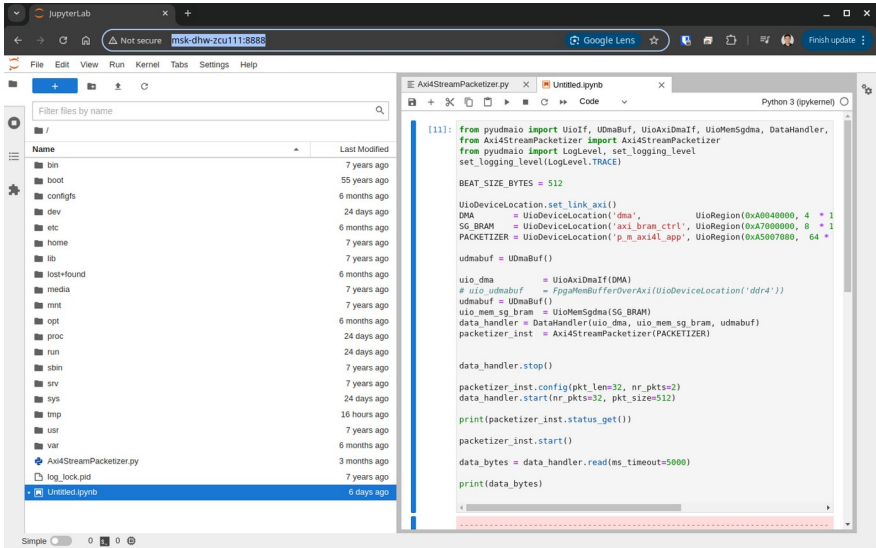 JupyterLab
Not secure msk-dhw-zcu111:8888
Google Lens
Finish update
File Edit View Run Kernel Tabs Settings Help
Filter files by name
/
Name Last Modified
bin 7 years ago
boot 55 years ago
configfs 6 months ago
dev 24 days ago
etc 6 months ago
home 7 years ago
lib 7 years ago
lost+found 6 months ago
media 7 years ago
mnt 7 years ago
opt 6 months ago
proc 24 days ago
run 24 days ago
sbin 7 years ago
srv 7 years ago
sys 24 days ago
tmp 16 hours ago
usr 7 years ago
var 6 months ago
Axi4StreamPacketizer.py 3 months ago
log_lock.pid 7 years ago
Untitled.ipynb 6 days ago
Simple 0 0
Axi4StreamPacketizer.py Untitled.ipynb
Code Python 3 (ipykernel)
[11]: from pyudmaio import UioIf, UDmaBuf, UioAxiDmaIf, UioMemSgdma, DataHandler,
from Axi4StreamPacketizer import Axi4StreamPacketizer
from pyudmaio import LogLevel, set_logging_level
set_logging_level(LogLevel.TRACE)
BEAT_SIZE_BYTES = 512
UioDeviceLocation.set_link_axi()
DMA = UioDeviceLocation('dma', UioRegion(0xA0040000, 4 * 1
SG_BRAM = UioDeviceLocation('axi_bram_ctrl', UioRegion(0xA7000000, 8 * 1
PACKETIZER = UioDeviceLocation('p_m_axi4l_app', UioRegion(0xA5007080, 64 *
udmabuf = UDmaBuf()
uio_dma = UioAxiDmaIf(DMA)
# uio_udmabuf = FpgaMemBufferOverAxi(UioDeviceLocation('ddr4'))
udmabuf = UDmaBuf()
uio_mem_sg_bram = UioMemSgdma(SG_BRAM)
data_handler = DataHandler(uio_dma, uio_mem_sg_bram, udmabuf)
packetizer_inst = Axi4StreamPacketizer(PACKETIZER)
data_handler.stop()
packetizer_inst.config(pkt_len=32, nr_pkts=2)
data_handler.start(nr_pkts=32, pkt_size=512)
print(packetizer_inst.status_get())
packetizer_inst.start()
data_bytes = data_handler.read(ms_timeout=5000)
print(data_bytes)